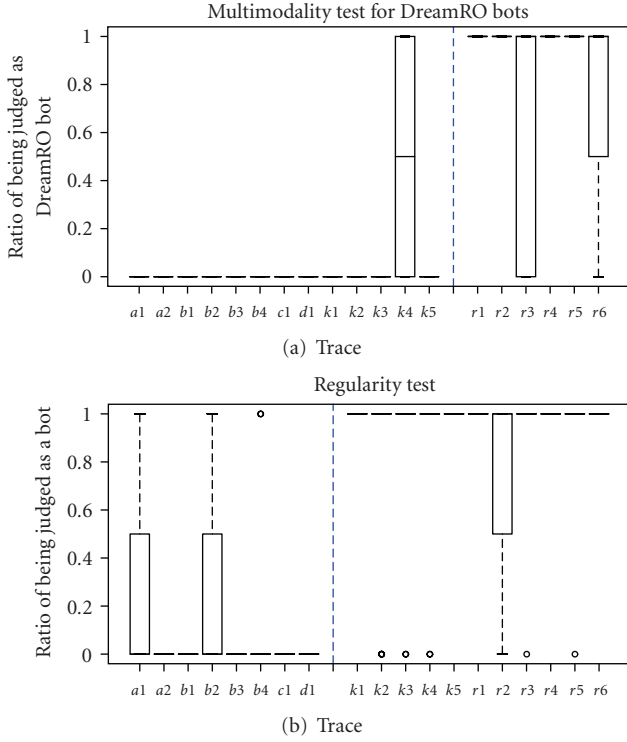 Multimodality test for DreamRO bots
Ratio of being judged as
DreamRO bot
1
0.8
0.6
0.4
0.2
0
a1 a2 b1 b2 b3 b4 c1 d1 k1 k2 k3 k4 k5 r1 r2 r3 r4 r5 r6
(a) Trace
Regularity test
Ratio of being judged as a bot
1
0.8
0.6
0.4
0.2
0
a1 a2 b1 b2 b3 b4 c1 d1 k1 k2 k3 k4 k5 r1 r2 r3 r4 r5 r6
(b) Trace